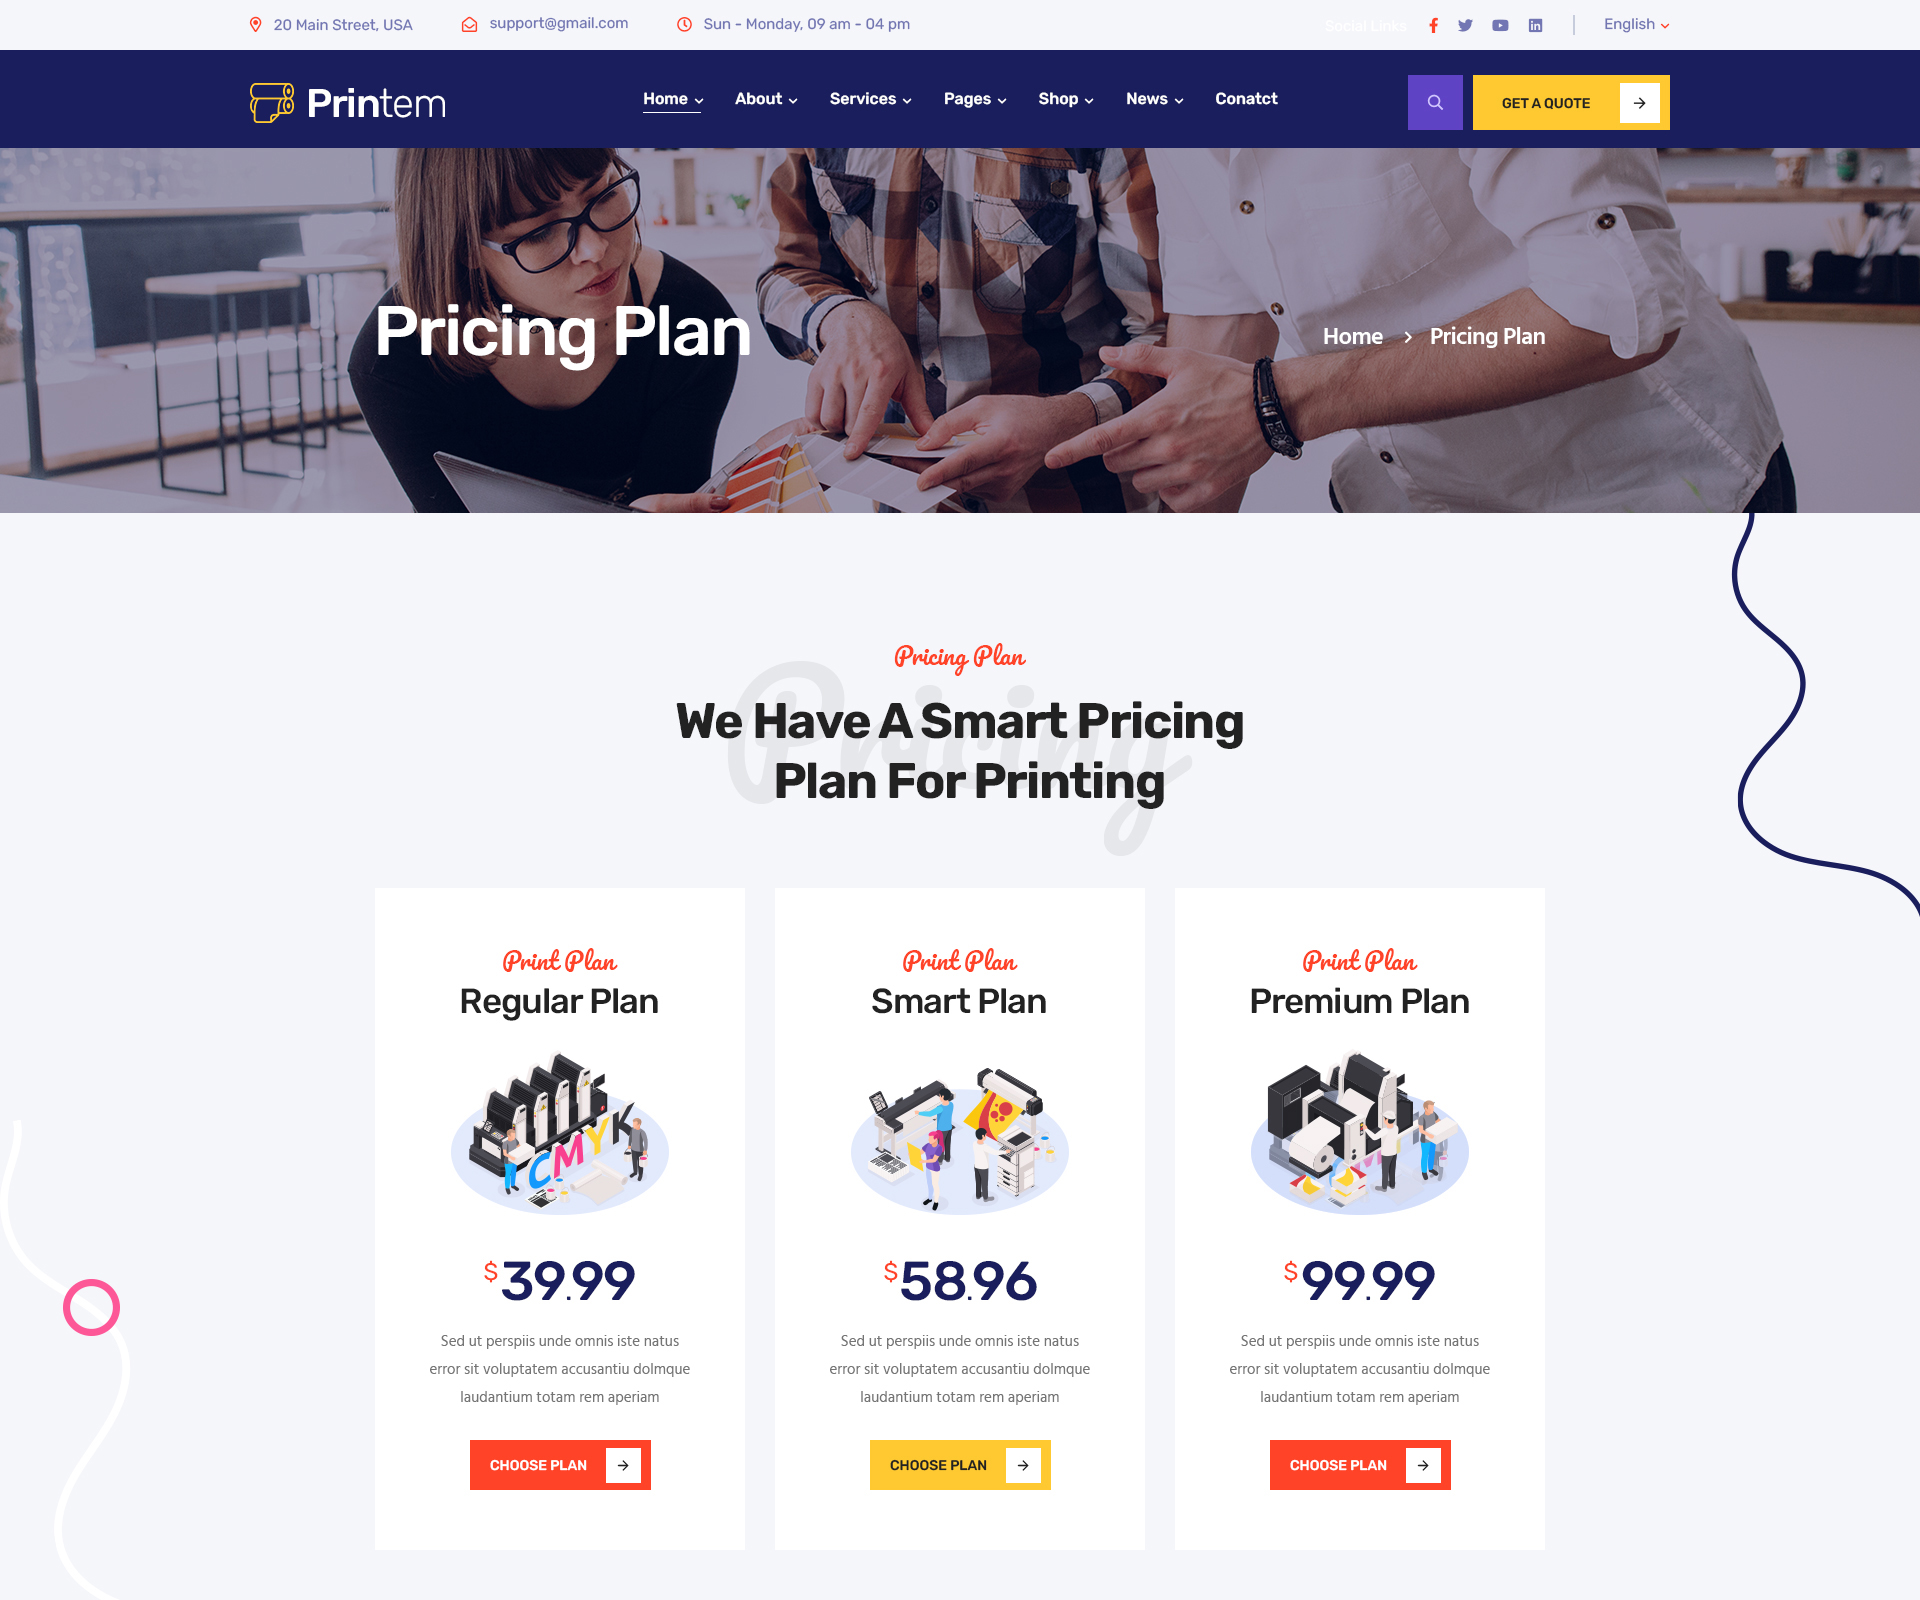 20 Main Street, USA
support@gmail.com
Sun - Monday, 09 am - 04 pm
Social Links
English
Printem
Home
About
Services
Pages
Shop
News
Conatct
GET A QUOTE
Pricing Plan
Home > Pricing Plan
Pricing Plan
Pricing
We Have A Smart Pricing
Plan For Printing
Print Plan
Regular Plan
CMYK
$39.99
Sed ut perspiis unde omnis iste natus
error sit voluptatem accusantiu dolmque
laudantium totam rem aperiam
CHOOSE PLAN
Print Plan
Smart Plan
$58.96
Sed ut perspiis unde omnis iste natus
error sit voluptatem accusantiu dolmque
laudantium totam rem aperiam
CHOOSE PLAN
Print Plan
Premium Plan
$99.99
Sed ut perspiis unde omnis iste natus
error sit voluptatem accusantiu dolmque
laudantium totam rem aperiam
CHOOSE PLAN